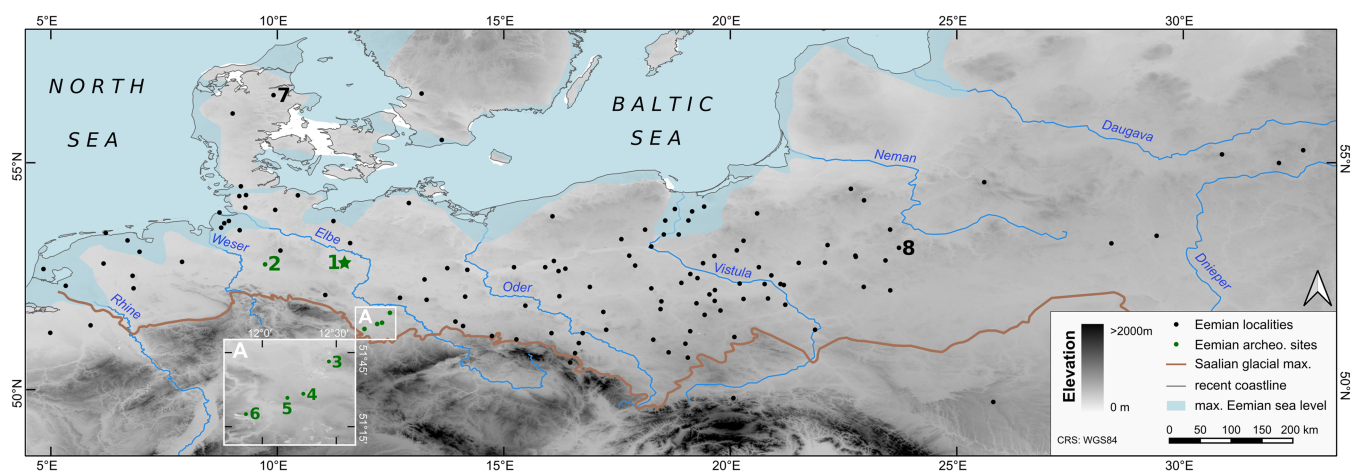 5°E 10°E 15°E 20°E 25°E 30°E
NORTH
SEA
7
BALTIC
SEA
Daugava
55°N
55°N
Neman
Weser
Elbe
2
1
8
Vistula
Oder
Dnieper
Rhine
A
12°0' 12°30'
A
51°45'
3
4
5
6
51°15'
50°N
50°N
Elevation
>2000m
0 m
CRS: WGS84
Eemian localities
Eemian archeo. sites
Saalian glacial max.
recent coastline
max. Eemian sea level
0 50 100 150 200 km
5°E 10°E 15°E 20°E 25°E 30°E